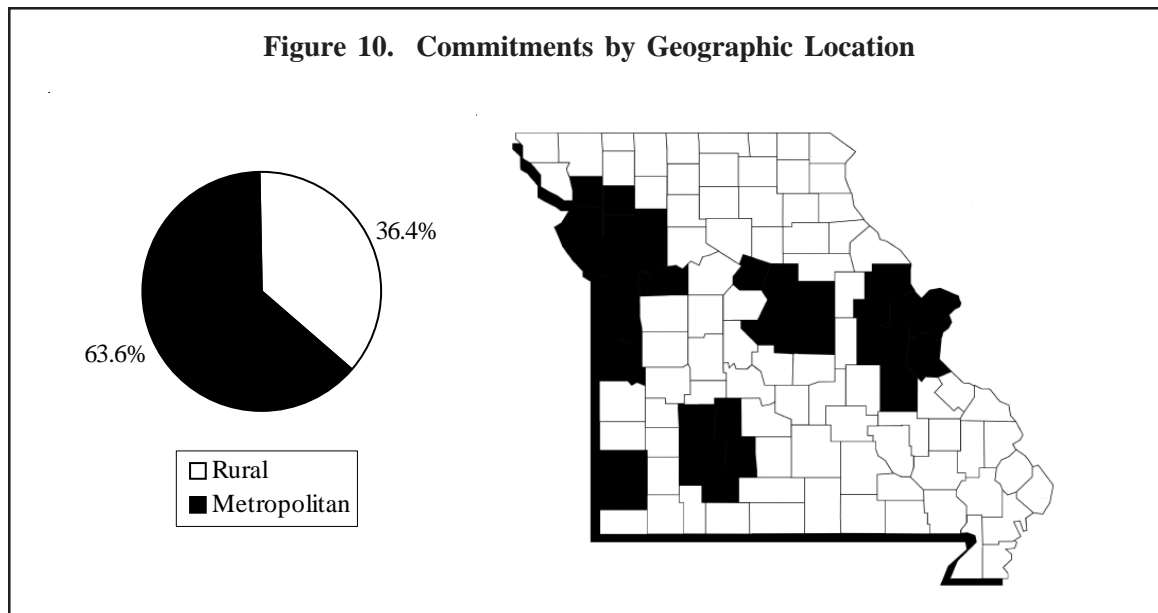 Figure 10. Commitments by Geographic Location
36.4%
63.6%
Rural
Metropolitan